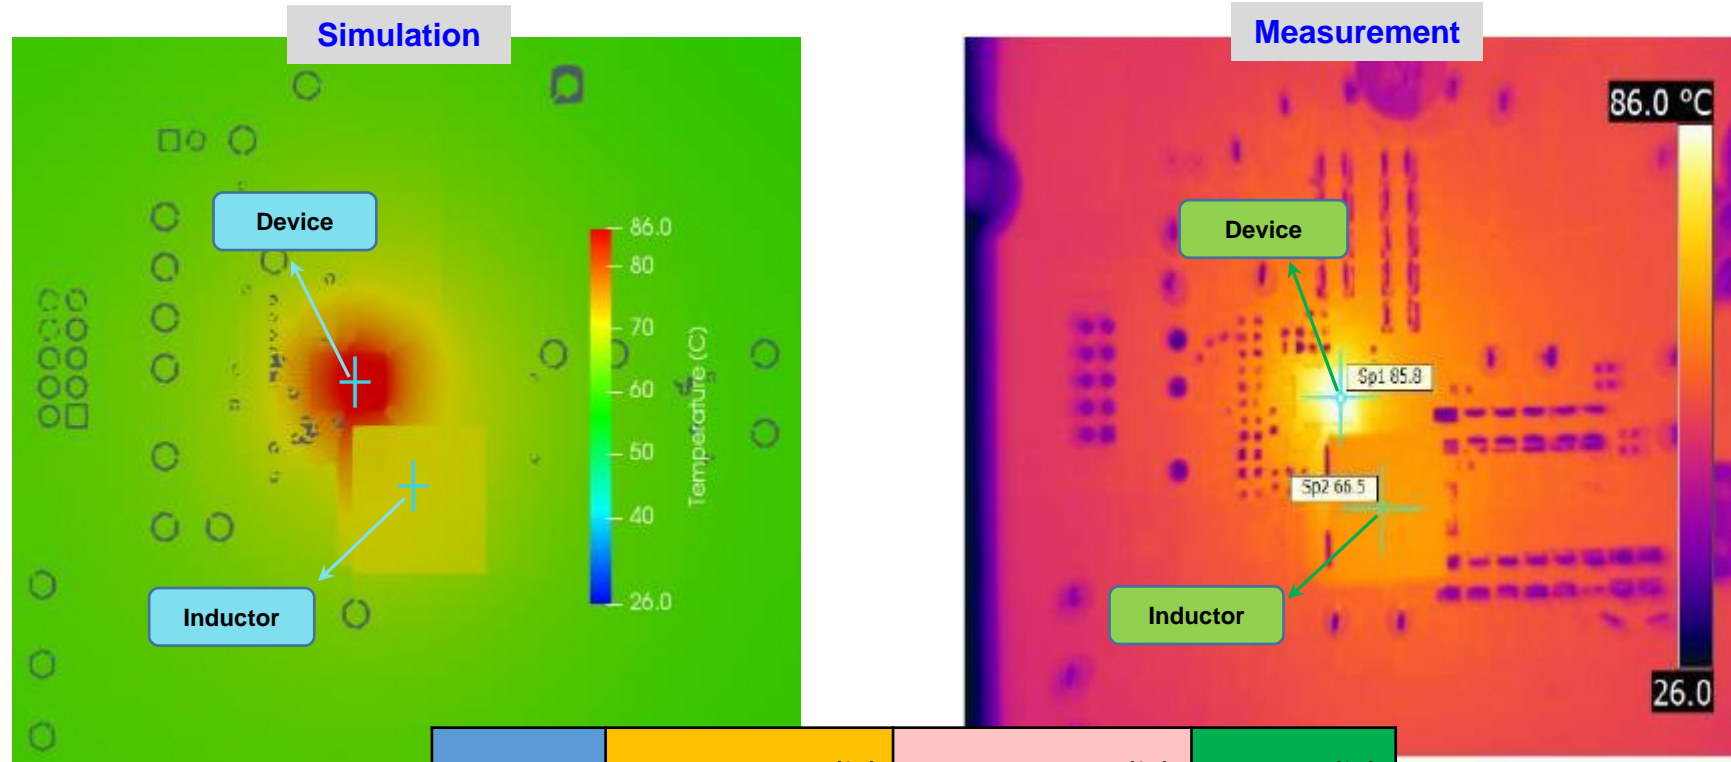 Simulation
Measurement
Device
86.0
80
70
60
50
40
26.0
Temperature (C)
Inductor
86.0 ºC
Device
Sp1 85.8
Sp2 66.5
Inductor
26.0